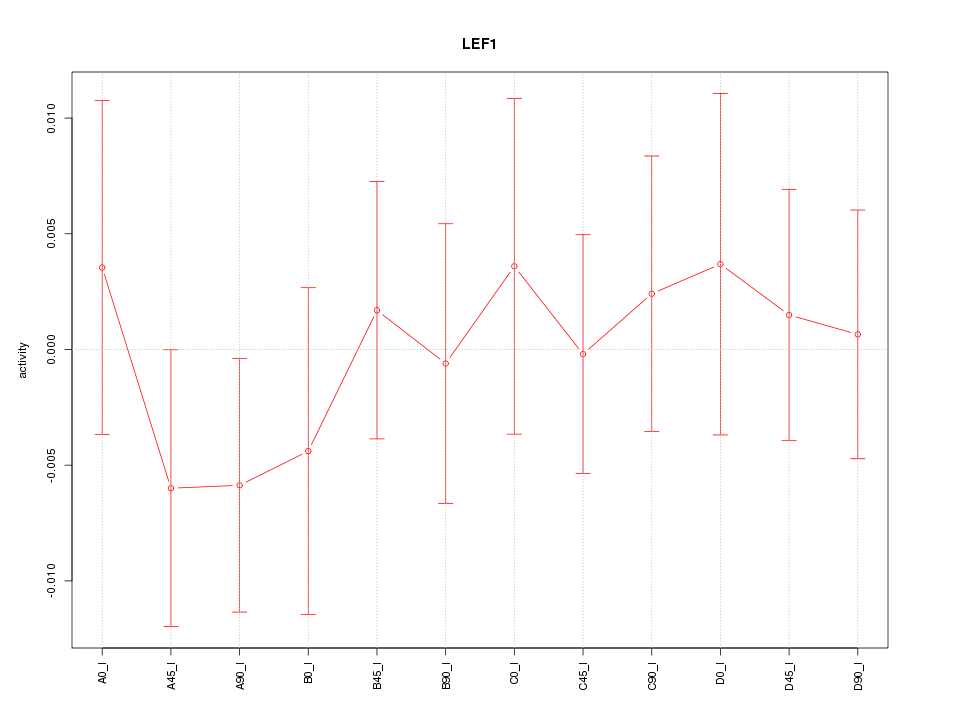 LEF1
activity
0.010
0.005
0.000
-0.005
-0.010
A0_I
A45_I
A90_I
B0_I
B45_I
B90_I
C0_I
C45_I
C90_I
D0_I
D45_I
D90_I